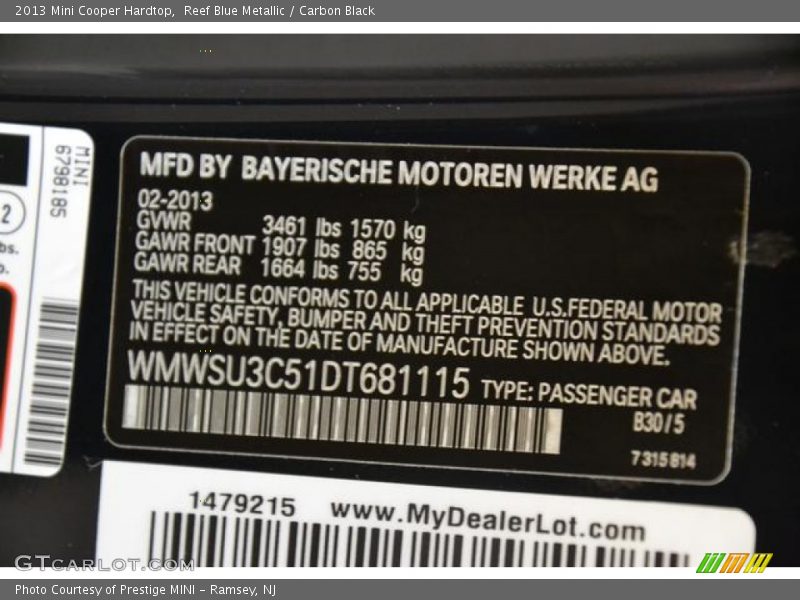 2013 Mini Cooper Hardtop,  Reef Blue Metallic / Carbon Black
MINI
6798185
2
bs.
MFD BY BAYERISCHE MOTOREN WERKE AG
02-2013
GVWR 3461 lbs 1570 kg
GAWR FRONT 1907 lbs 865 kg
GAWR REAR 1664 lbs 755 kg
THIS VEHICLE CONFORMS TO ALL APPLICABLE U.S.FEDERAL MOTOR
VEHICLE SAFETY, BUMPER AND THEFT PREVENTION STANDARDS
IN EFFECT ON THE DATE OF MANUFACTURE SHOWN ABOVE.
WMWSU3C51DT681115 TYPE: PASSENGER CAR
B30/5
7315814
1479215 www.MyDealerLot.com
GTCARLOT.COM
Photo Courtesy of Prestige MINI - Ramsey, NJ